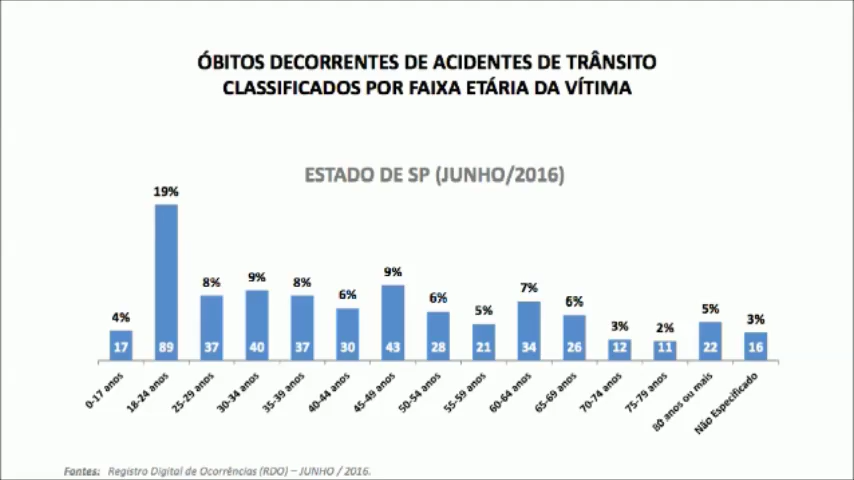 ÓBITOS DECORRENTES DE ACIDENTES DE TRÂNSITO
CLASSIFICADOS POR FAIXA ETÁRIA DA VÍTIMA
ESTADO DE SP (JUNHO/2016)
4% 19% 8% 9% 8% 6% 9% 6% 5% 7% 6% 3% 2% 5% 3%
17 89 37 40 37 30 43 28 21 34 26 12 11 22 16
0-17 anos
18-24 anos
25-29 anos
30-34 anos
35-39 anos
40-44 anos
45-49 anos
50-54 anos
55-59 anos
60-64 anos
65-69 anos
70-74 anos
75-79 anos
80 anos ou mais
Não Especificado
Fontes: Registro Digital de Ocorrências (RDO) – JUNHO / 2016.